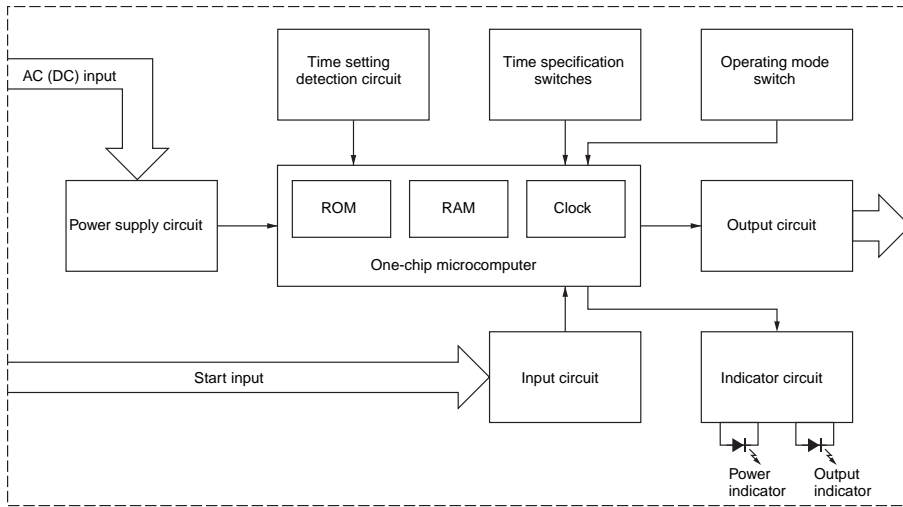 AC (DC) input
Time setting
detection circuit
Time specification
switches
Operating mode
switch
Power supply circuit
ROM
RAM
Clock
One-chip microcomputer
Output circuit
Start input
Input circuit
Indicator circuit
Power
indicator
Output
indicator